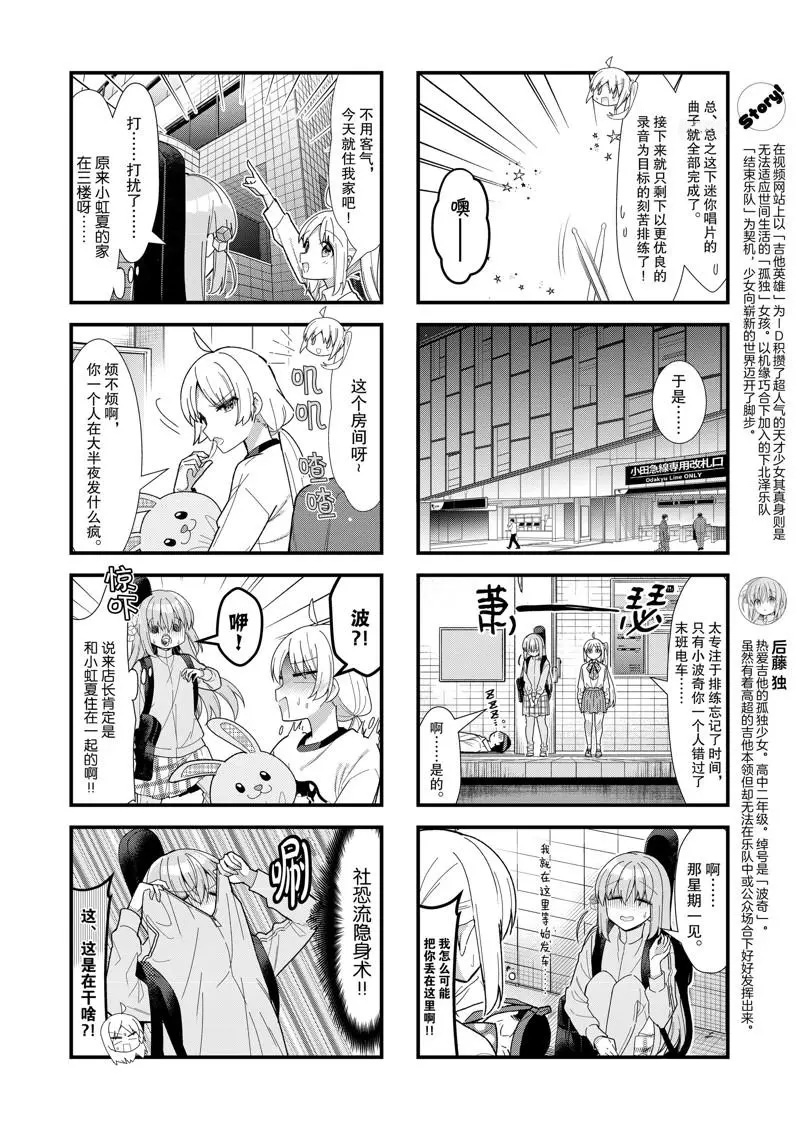 Story!
在视频网站上以「吉他英雄」为ID积攒了超人气的天才少女其真身则是
无法适应世间生活的「孤独」女孩。以机缘巧合下加入的下北泽乐队
「结束乐队」为契机，少女向崭新的世界迈开了脚步。
后藤 独
热爱吉他的孤独少女。高中二年级。绰号是「波奇」。
虽然有着高超的吉他本领但却无法在乐队中或公众场合下好好发挥出来。
总、总之这下迷你唱片的
曲子就全部完成了。
接下来就只剩下以更优良的
录音为目标的刻苦排练了！
噢——
于是……
小田急線専用改札口
Odakyu Line ONLY
太专注于排练忘记了时间，
只有小波奇你一个人错过了
末班电车……
萧，
瑟
zzz…
啊……
是的。
啊……
那星期一见。
我就在这里等始发车……
我怎么可能
把你丢在这里啊!!
不用客气，
今天就住我家吧！
打……打扰了……
原来小虹夏的家
在三楼呀……
这个房间呀~
叽叽
喳喳
烦不烦啊，
你一个人在大半夜发什么疯。
波?!
咿！
惊吓
说来店长肯定是
和小虹夏住在
一起的啊!!
社恐流隐身术!!
唰
这、这是在干啥?!